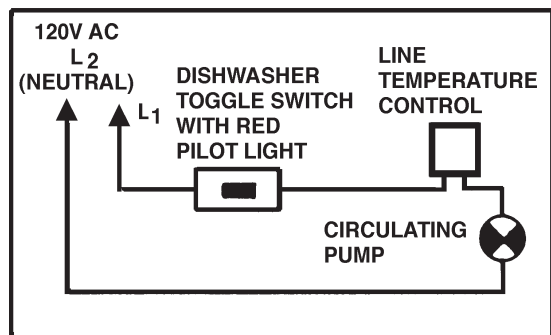 120V AC
L2
(NEUTRAL)
L1
DISHWASHER
TOGGLE SWITCH
WITH RED
PILOT LIGHT
LINE
TEMPERATURE
CONTROL
CIRCULATING
PUMP